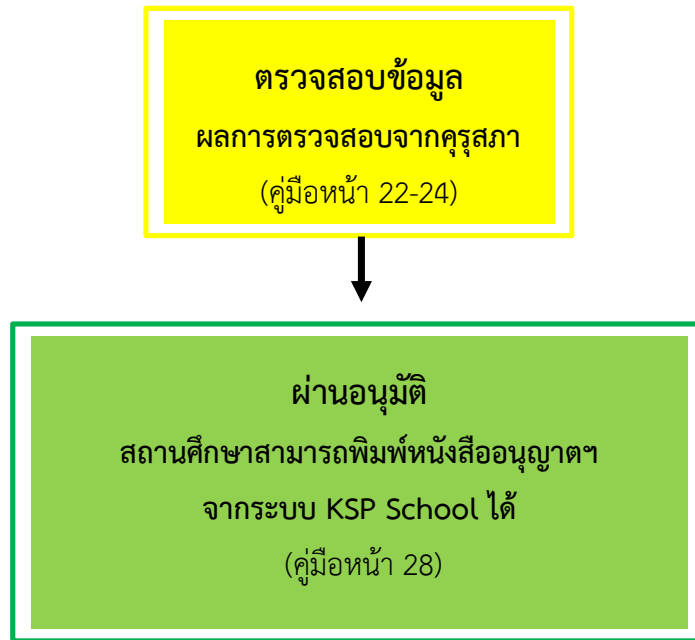 ตรวจสอบข้อมูล
ผลการตรวจสอบจากคุรุสภา
(คู่มือหน้า 22-24)
ผ่านอนุมัติ
สถานศึกษาสามารถพิมพ์หนังสืออนุญาตฯ
จากระบบ KSP School ได้
(คู่มือหน้า 28)